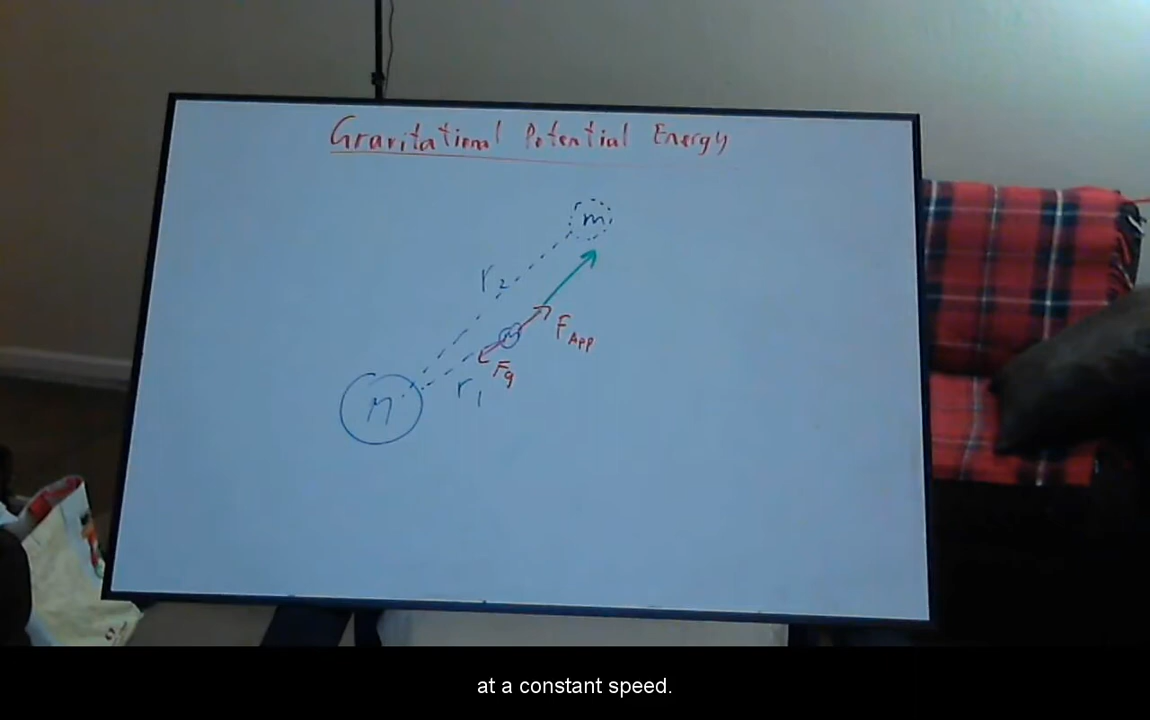 Gravitational Potential Energy
m
r2
FApp
m
Fg
r1
M
at a constant speed.